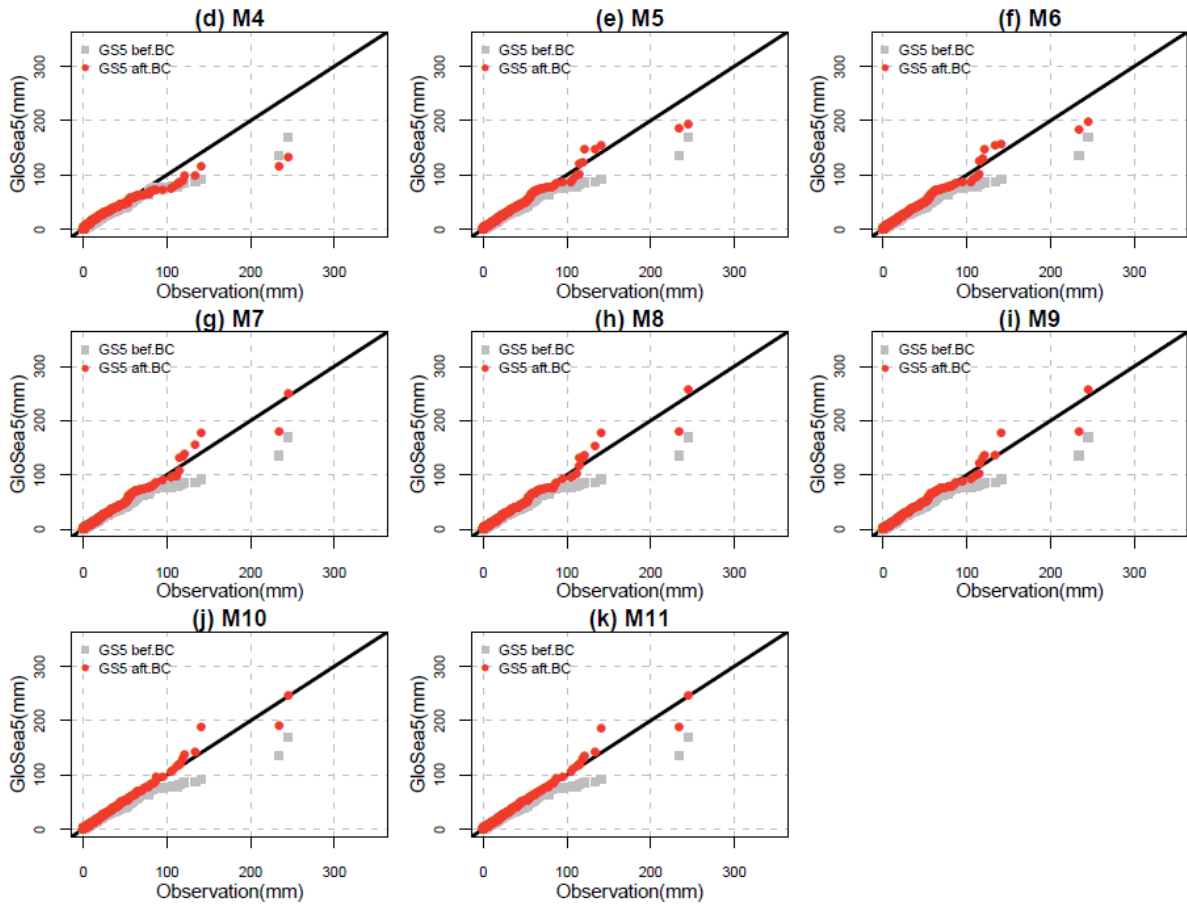 (d) M4
GS5 bef.BC
GS5 aft.BC
GloSea5(mm)
300
200
100
0
0 100 200 300
Observation(mm)
(e) M5
GS5 bef.BC
GS5 aft.BC
GloSea5(mm)
300
200
100
0
0 100 200 300
Observation(mm)
(f) M6
GS5 bef.BC
GS5 aft.BC
GloSea5(mm)
300
200
100
0
0 100 200 300
Observation(mm)
(g) M7
GS5 bef.BC
GS5 aft.BC
GloSea5(mm)
300
200
100
0
0 100 200 300
Observation(mm)
(h) M8
GS5 bef.BC
GS5 aft.BC
GloSea5(mm)
300
200
100
0
0 100 200 300
Observation(mm)
(i) M9
GS5 bef.BC
GS5 aft.BC
GloSea5(mm)
300
200
100
0
0 100 200 300
Observation(mm)
(j) M10
GS5 bef.BC
GS5 aft.BC
GloSea5(mm)
300
200
100
0
0 100 200 300
Observation(mm)
(k) M11
GS5 bef.BC
GS5 aft.BC
GloSea5(mm)
300
200
100
0
0 100 200 300
Observation(mm)